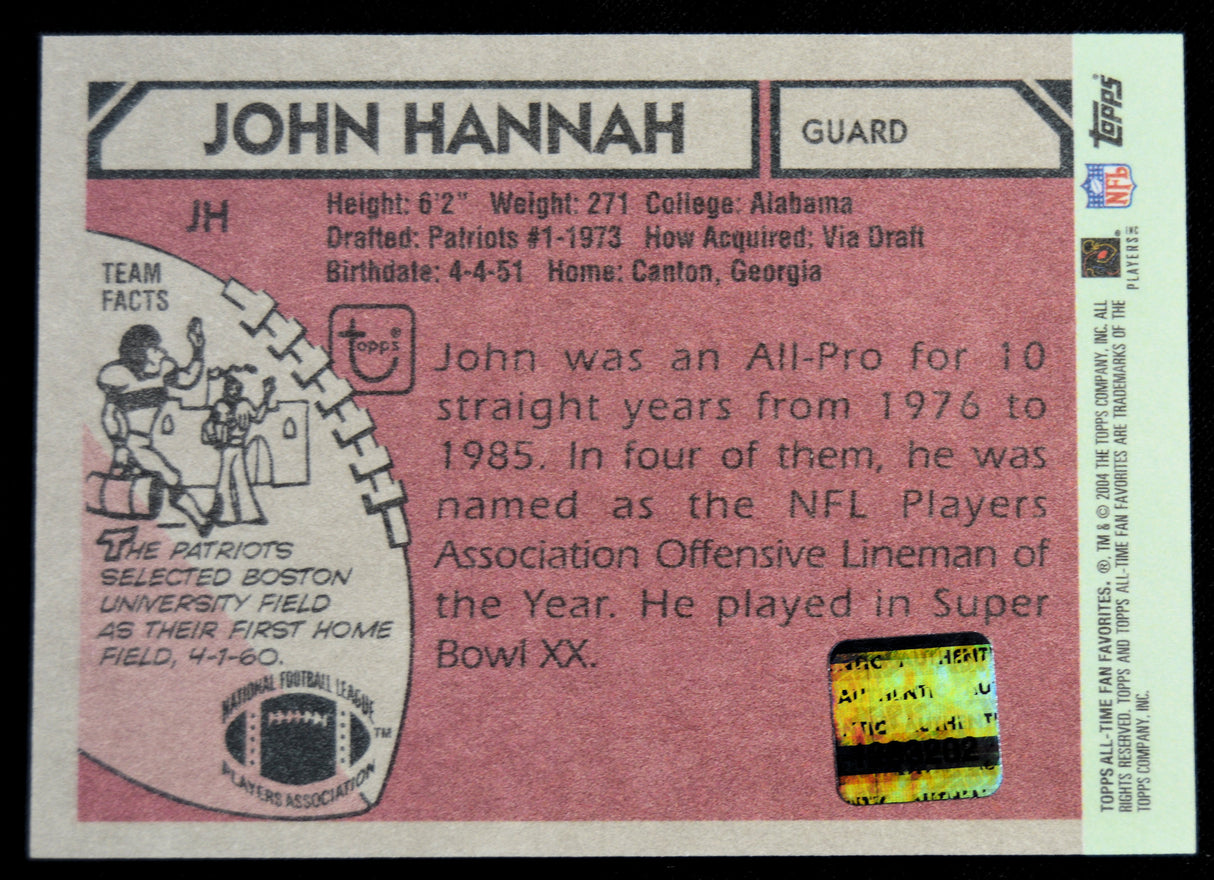 JOHN HANNAH
GUARD
JH
Height: 6'2" Weight: 271 College: Alabama
Drafted: Patriots #1-1973 How Acquired: Via Draft
Birthdate: 4-4-51 Home: Canton, Georgia
TEAM
FACTS
topps®
John was an All-Pro for 10
straight years from 1976 to
1985. In four of them, he was
named as the NFL Players
Association Offensive Lineman of
the Year. He played in Super
Bowl XX.
THE PATRIOTS
SELECTED BOSTON
UNIVERSITY FIELD
AS THEIR FIRST HOME
FIELD, 4-1-60.
NATIONAL FOOTBALL LEAGUE
PLAYERS ASSOCIATION
TM
topps
NFL
PLAYERS INC
TOPPS ALL-TIME FAN FAVORITES. ®, TM & © 2004 THE TOPPS COMPANY, INC. ALL
RIGHTS RESERVED. TOPPS AND TOPPS ALL-TIME FAN FAVORITES ARE TRADEMARKS OF THE
TOPPS COMPANY, INC.